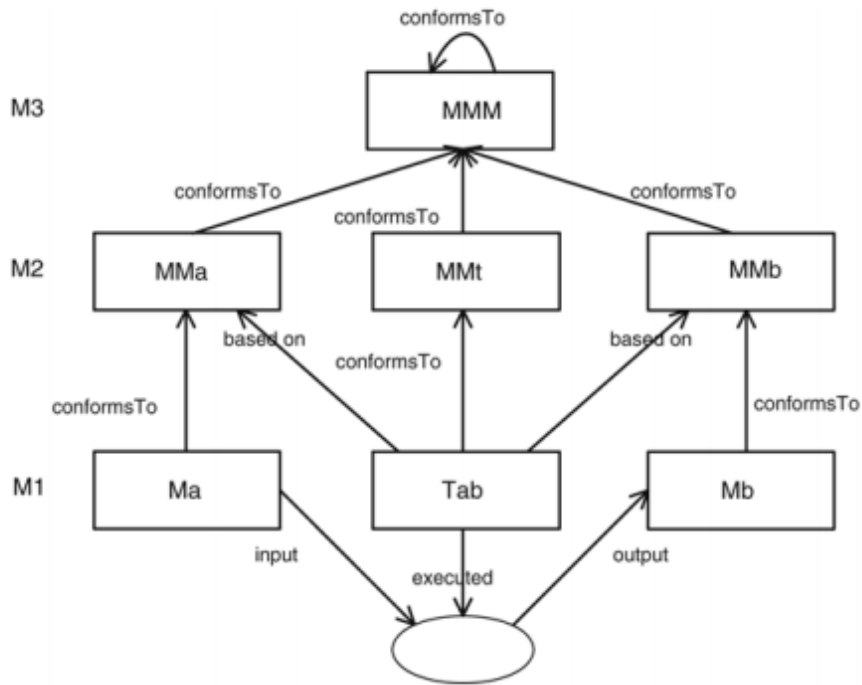 conformsTo
M3
MMM
conformsTo
conformsTo
conformsTo
M2
MMa
MMt
MMb
based on
based on
conformsTo
conformsTo
conformsTo
M1
Ma
Tab
Mb
input
executed
output